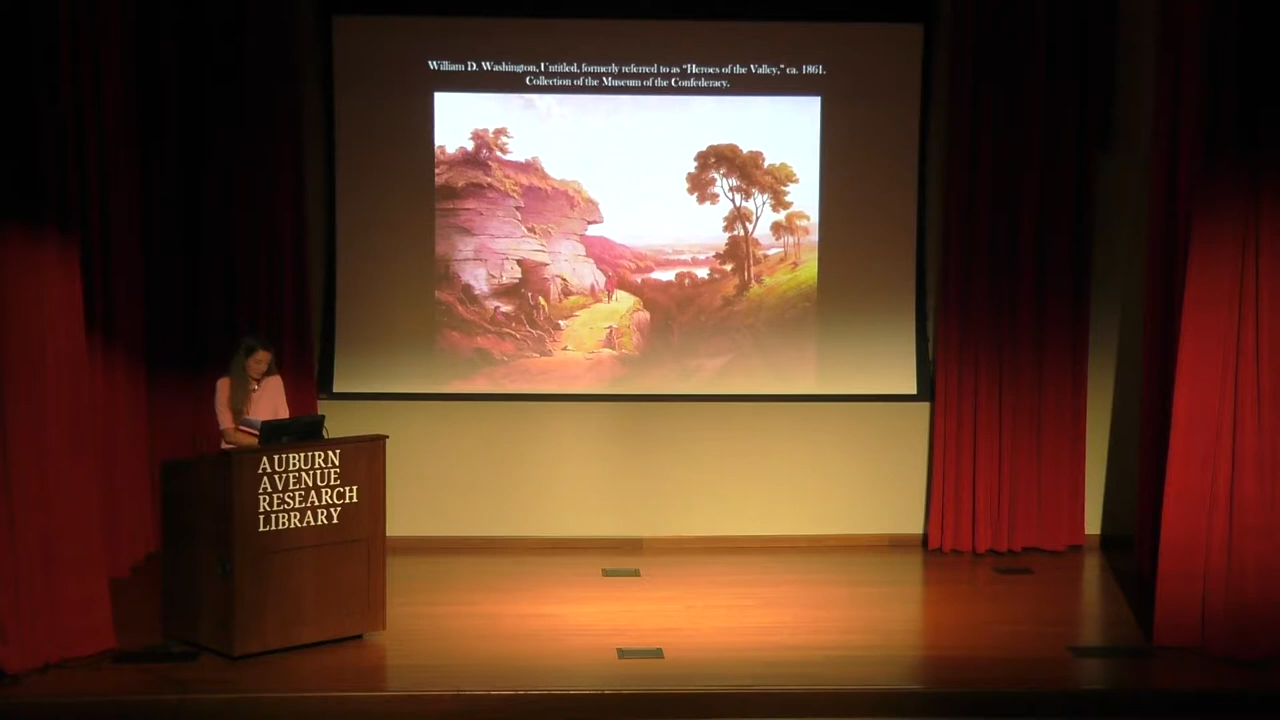 William D. Washington, Untitled, formerly referred to as "Heroes of the Valley," ca. 1861.
Collection of the Museum of the Confederacy.
AUBURN
AVENUE
RESEARCH
LIBRARY